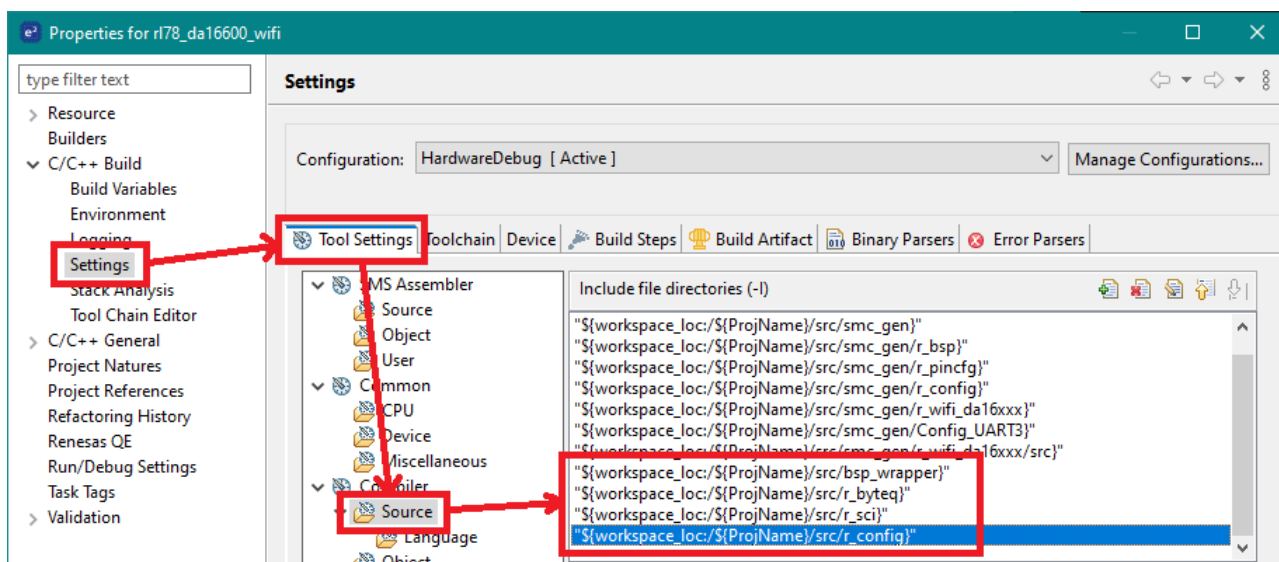 e² Properties for rl78_da16600_wifi
type filter text
Resource
Builders
C/C++ Build
Build Variables
Environment
Logging
Settings
Stack Analysis
Tool Chain Editor
C/C++ General
Project Natures
Project References
Refactoring History
Renesas QE
Run/Debug Settings
Task Tags
Validation
Settings
Configuration: HardwareDebug [ Active ] Manage Configurations...
Tool Settings Toolchain Device Build Steps Build Artifact Binary Parsers Error Parsers
SMS Assembler
Source
Object
User
Common
CPU
Device
Miscellaneous
Compiler
Source
Language
Object
Include file directories (-I)
"${workspace_loc:/${ProjName}/src/smc_gen}"
"${workspace_loc:/${ProjName}/src/smc_gen/r_bsp}"
"${workspace_loc:/${ProjName}/src/smc_gen/r_pincfg}"
"${workspace_loc:/${ProjName}/src/smc_gen/r_config}"
"${workspace_loc:/${ProjName}/src/smc_gen/r_wifi_da16xxx}"
"${workspace_loc:/${ProjName}/src/smc_gen/Config_UART3}"
"${workspace_loc:/${ProjName}/src/smc_gen/r_wifi_da16xxx/src}"
"${workspace_loc:/${ProjName}/src/bsp_wrapper}"
"${workspace_loc:/${ProjName}/src/r_byteq}"
"${workspace_loc:/${ProjName}/src/r_sci}"
"${workspace_loc:/${ProjName}/src/r_config}"